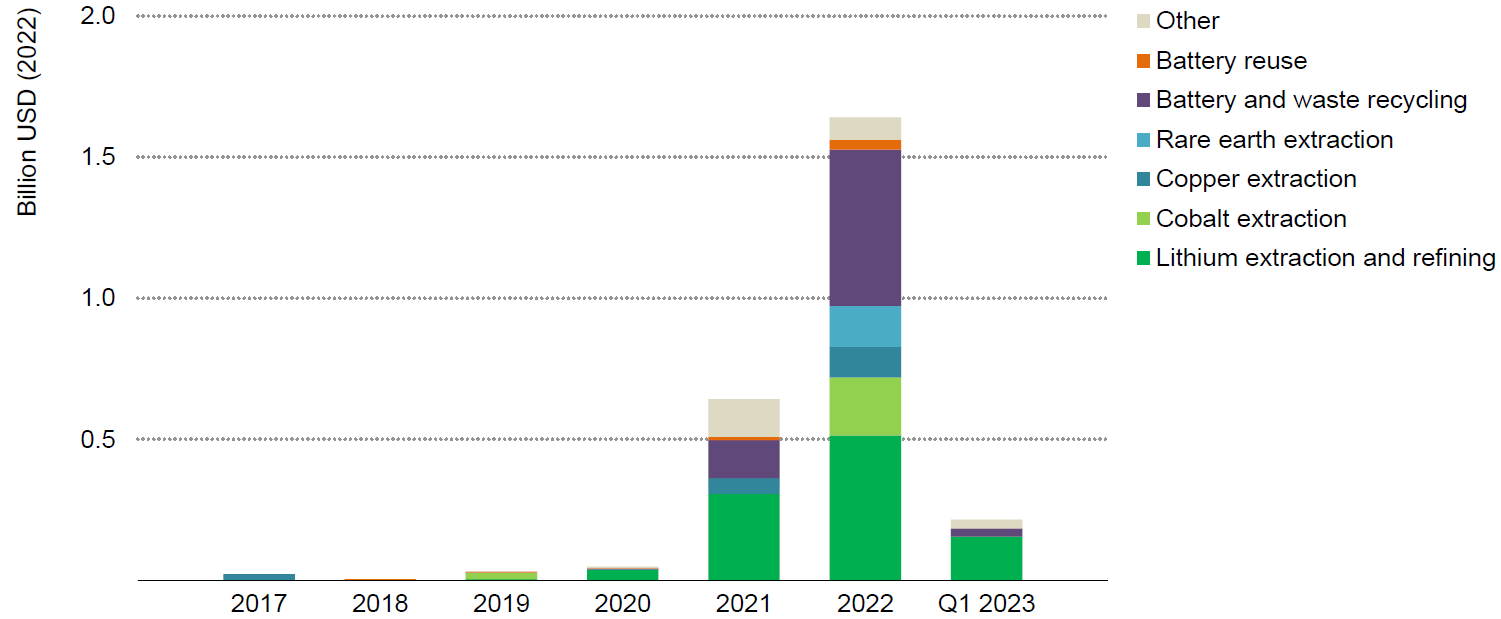 Billion USD (2022)
2.0
1.5
1.0
0.5
2017
2018
2019
2020
2021
2022
Q1 2023
Other
Battery reuse
Battery and waste recycling
Rare earth extraction
Copper extraction
Cobalt extraction
Lithium extraction and refining